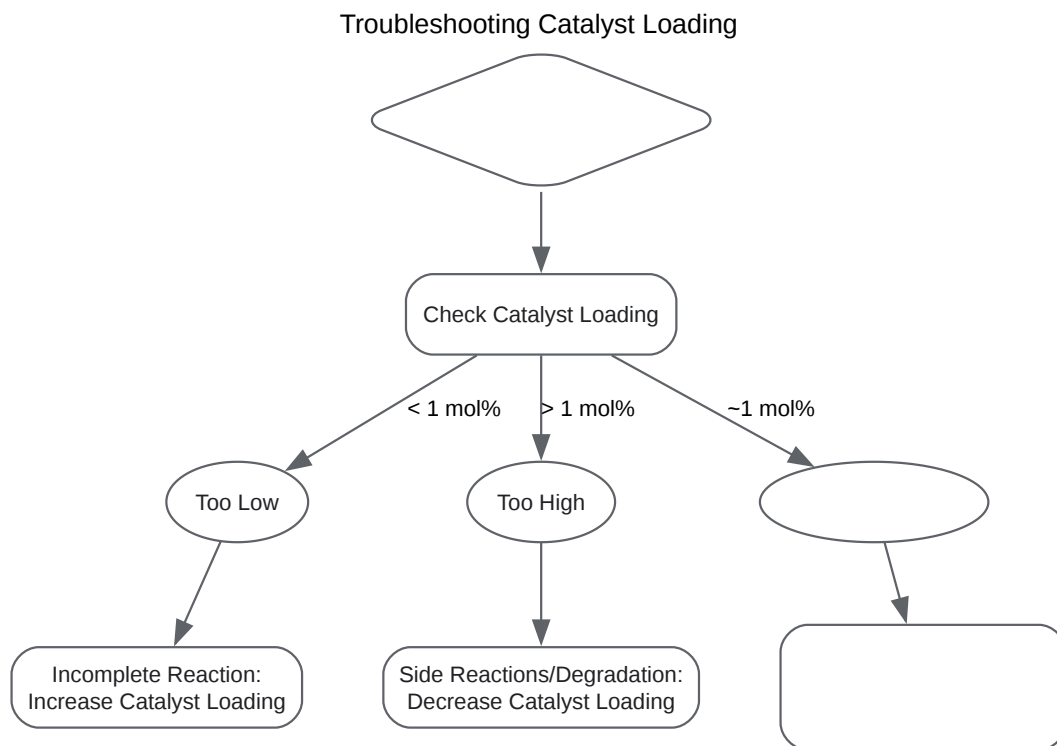 Troubleshooting Catalyst Loading
Check Catalyst Loading
< 1 mol%
> 1 mol%
~1 mol%
Too Low
Too High
Incomplete Reaction:
Increase Catalyst Loading
Side Reactions/Degradation:
Decrease Catalyst Loading